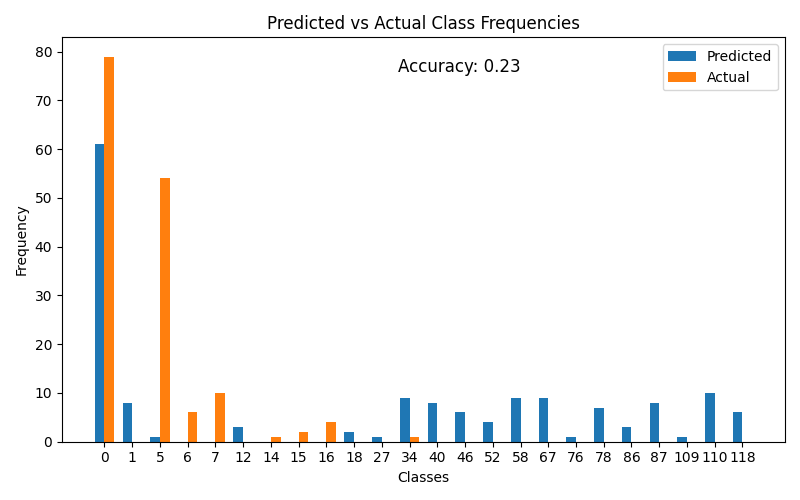 Predicted vs Actual Class Frequencies
Accuracy: 0.23
Predicted
Actual
Frequency
80
70
60
50
40
30
20
10
0
0 1 5 6 7 12 14 15 16 18 27 34 40 46 52 58 67 76 78 86 87 109 110 118
Classes